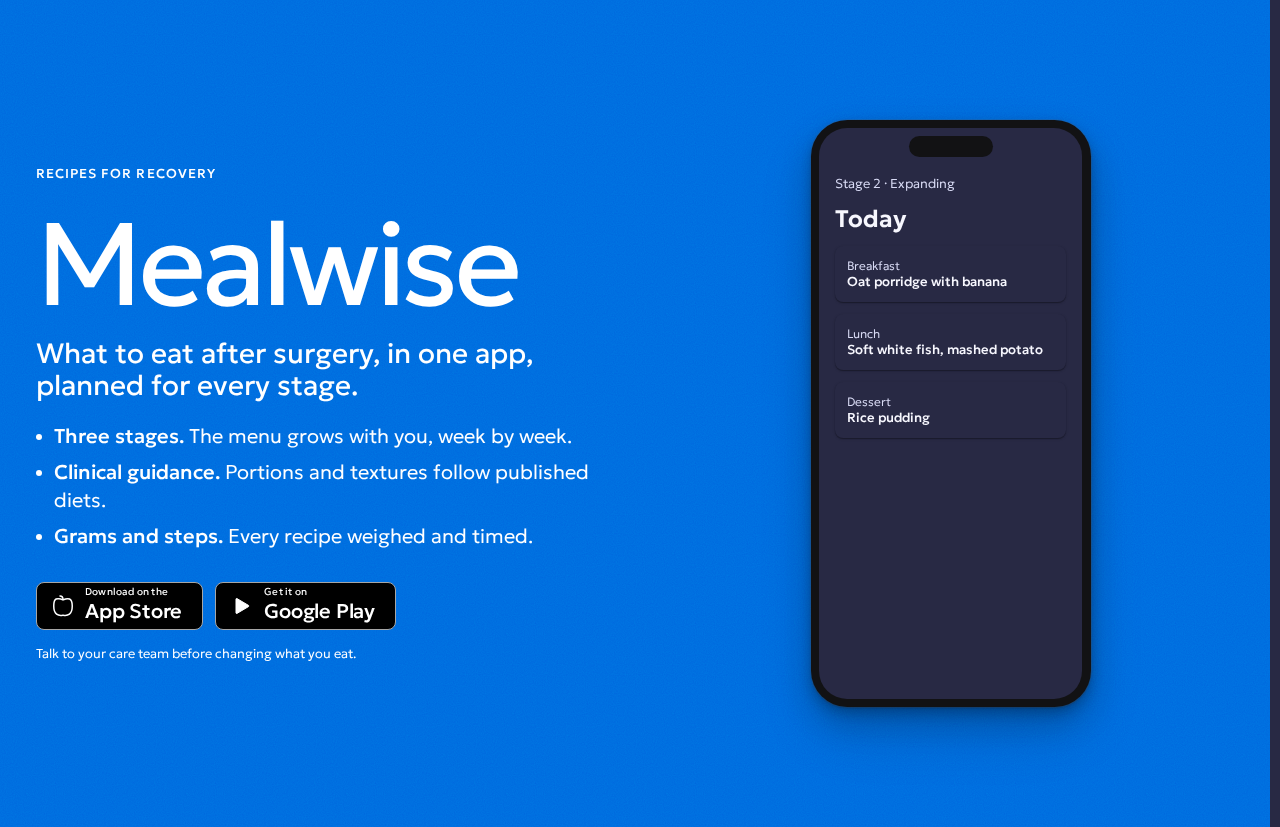 RECIPES FOR RECOVERY
Mealwise
What to eat after surgery, in one app,
planned for every stage.
• Three stages. The menu grows with you, week by week.
• Clinical guidance. Portions and textures follow published
diets.
• Grams and steps. Every recipe weighed and timed.
Download on the
App Store
Get it on
Google Play
Talk to your care team before changing what you eat.
Stage 2 · Expanding
Today
Breakfast
Oat porridge with banana
Lunch
Soft white fish, mashed potato
Dessert
Rice pudding